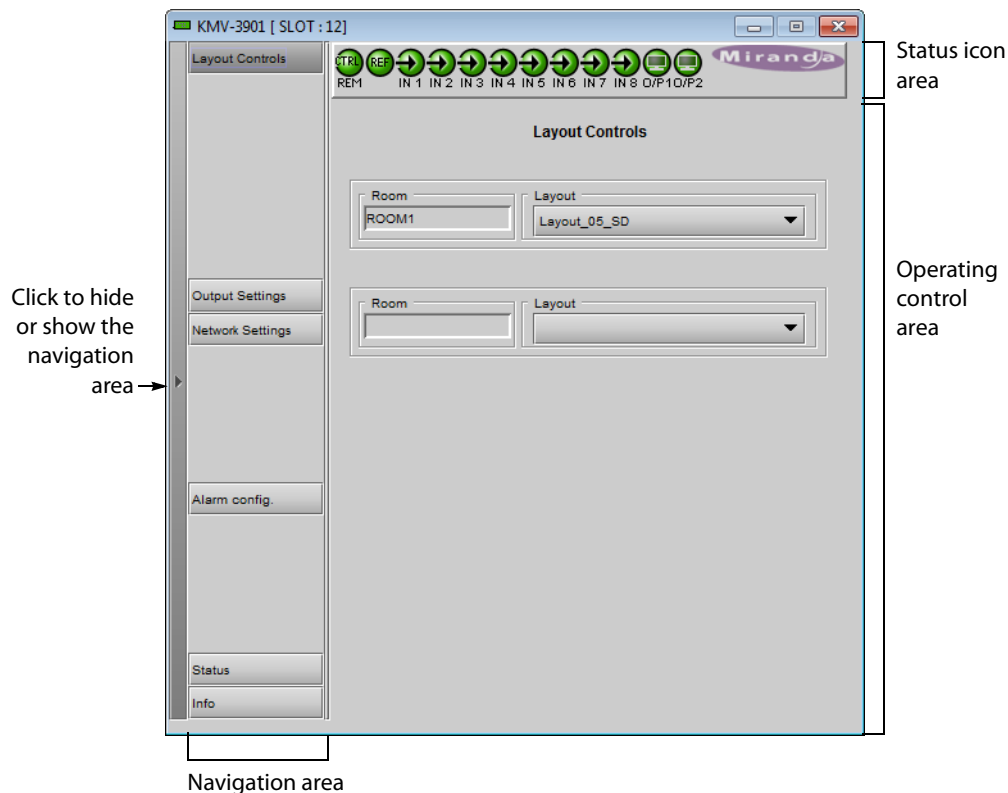 KMV-3901 [ SLOT : 12]
Layout Controls
CTRL REF
REM IN 1 IN 2 IN 3 IN 4 IN 5 IN 6 IN 7 IN 8 O/P1 O/P2
Miranda
Status icon
area
Layout Controls
Room
ROOM1
Layout
Layout_05_SD
Room
Layout
Output Settings
Network Settings
Alarm config.
Status
Info
Click to hide
or show the
navigation
area
Operating
control
area
Navigation area